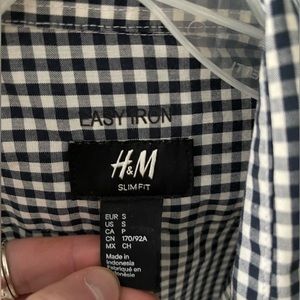 EASY IRON
H&M
SLIM FIT
EUR S
US S
CA P
CN 170/92A
MX CH
Made in
Indonesia
Fabriqué en
Indonésie